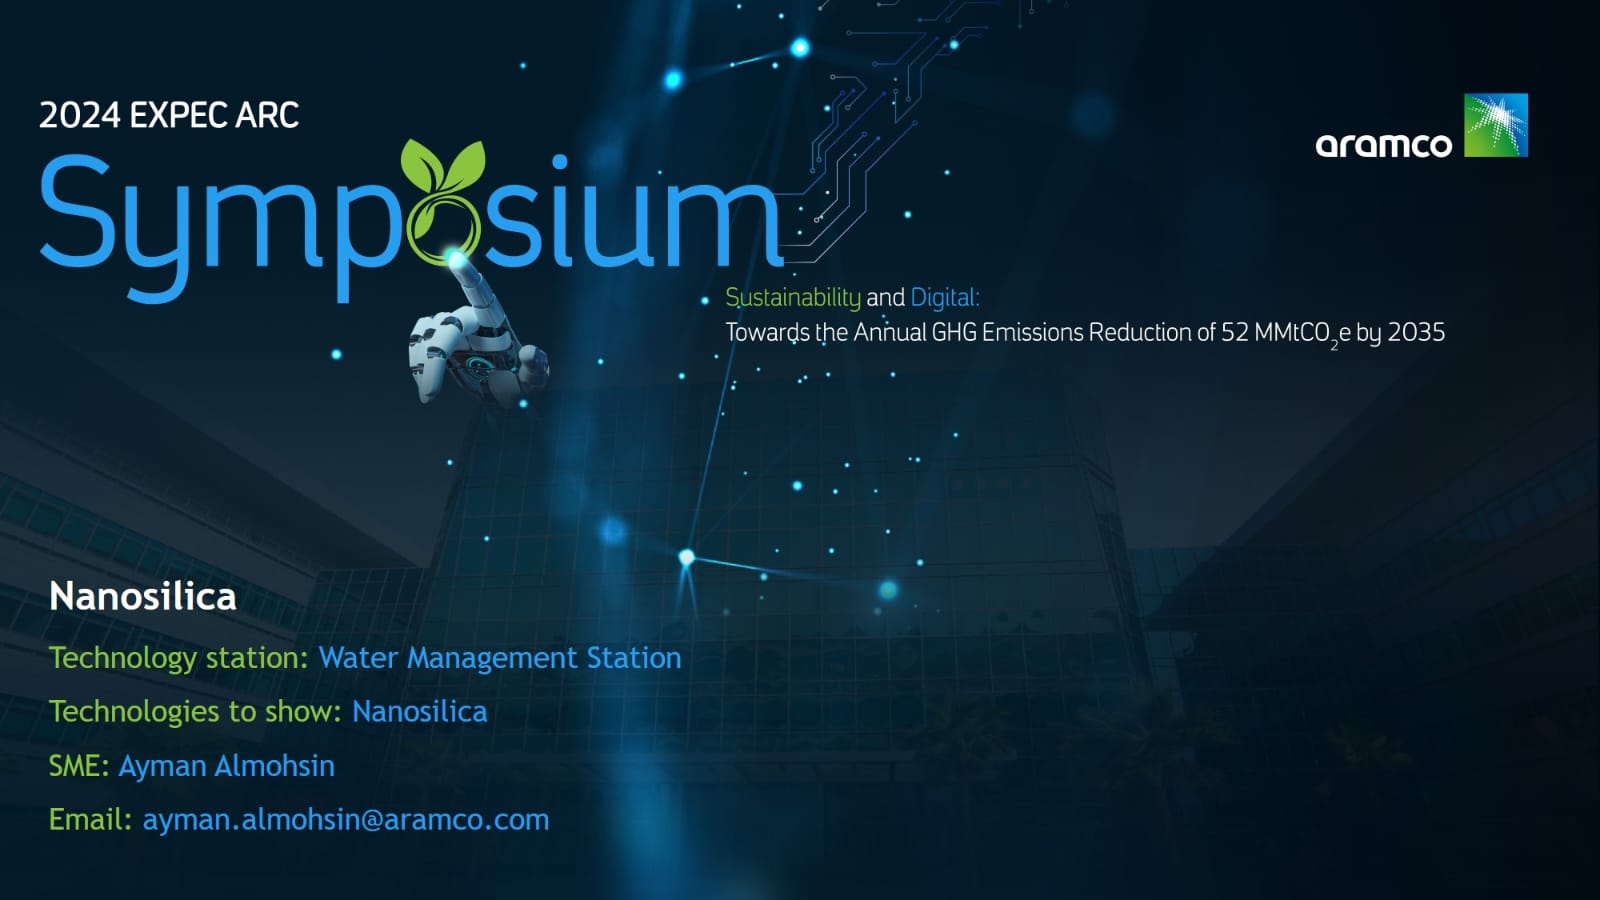 2024 EXPEC ARC
Symposium
aramco
Sustainability and Digital:
Towards the Annual GHG Emissions Reduction of 52 MMtCO₂e by 2035
Nanosilica
Technology station: Water Management Station
Technologies to show: Nanosilica
SME: Ayman Almohsin
Email: ayman.almohsin@aramco.com